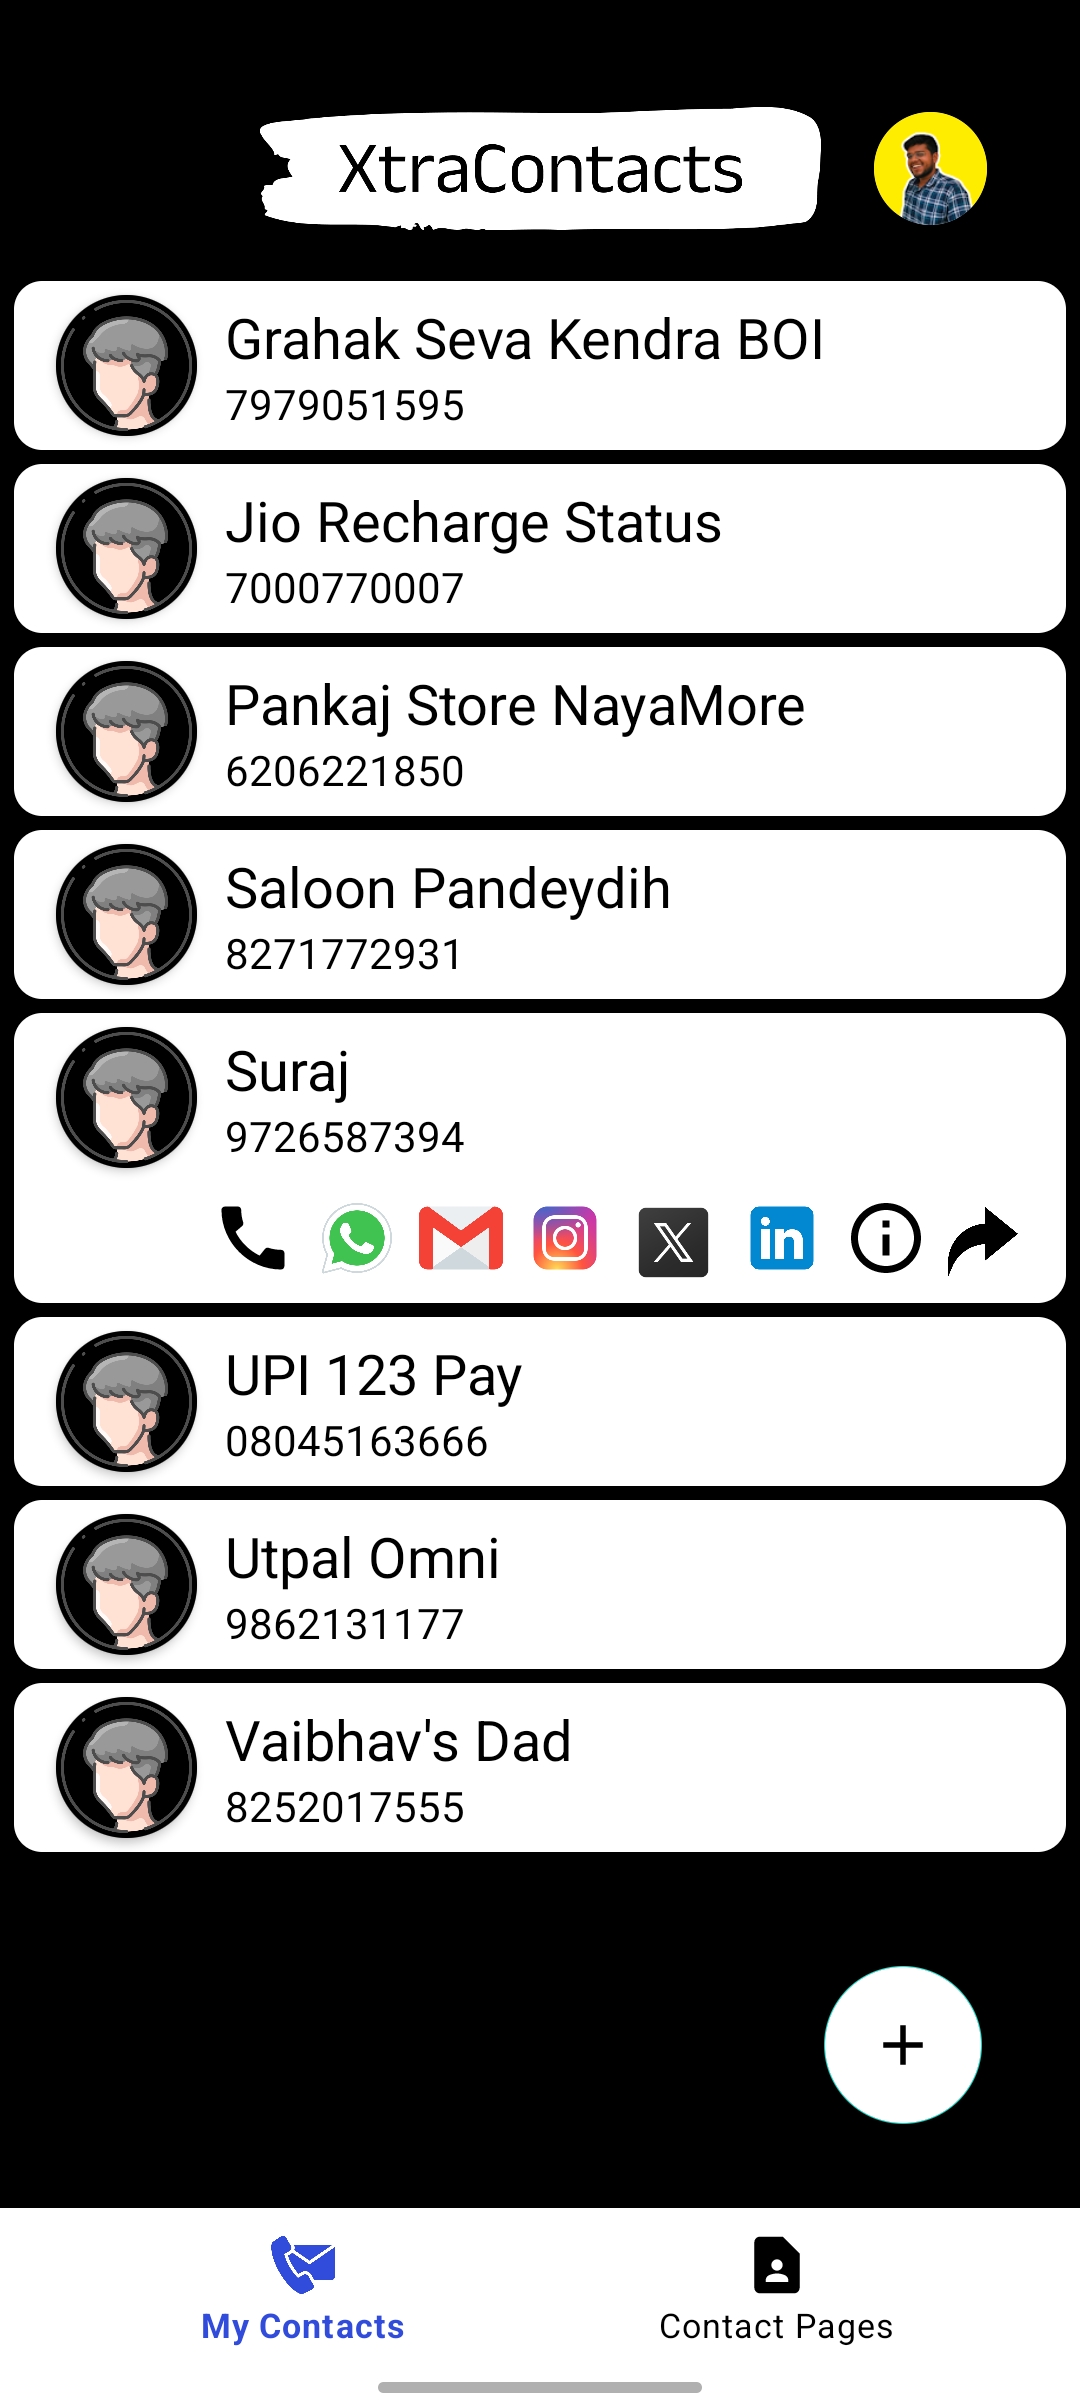 XtraContacts
Grahak Seva Kendra BOI
7979051595
Jio Recharge Status
7000770007
Pankaj Store NayaMore
6206221850
Saloon Pandeydih
8271772931
Suraj
9726587394
UPI 123 Pay
08045163666
Utpal Omni
9862131177
Vaibhav's Dad
8252017555
My Contacts
Contact Pages